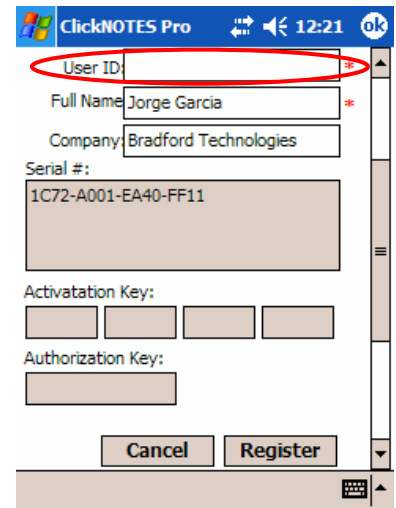 ClickNOTES Pro 12:21 ok
User ID: *
Full Name Jorge Garcia *
Company: Bradford Technologies
Serial #:
1C72-A001-EA40-FF11
Activatation Key:
Authorization Key:
Cancel Register